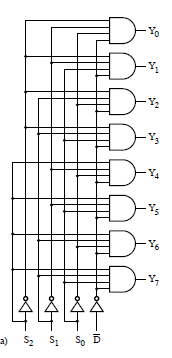 Y₀
Y₁
Y₂
Y₃
Y₄
Y₅
Y₆
Y₇
a) S₂ S₁ S₀ D̅